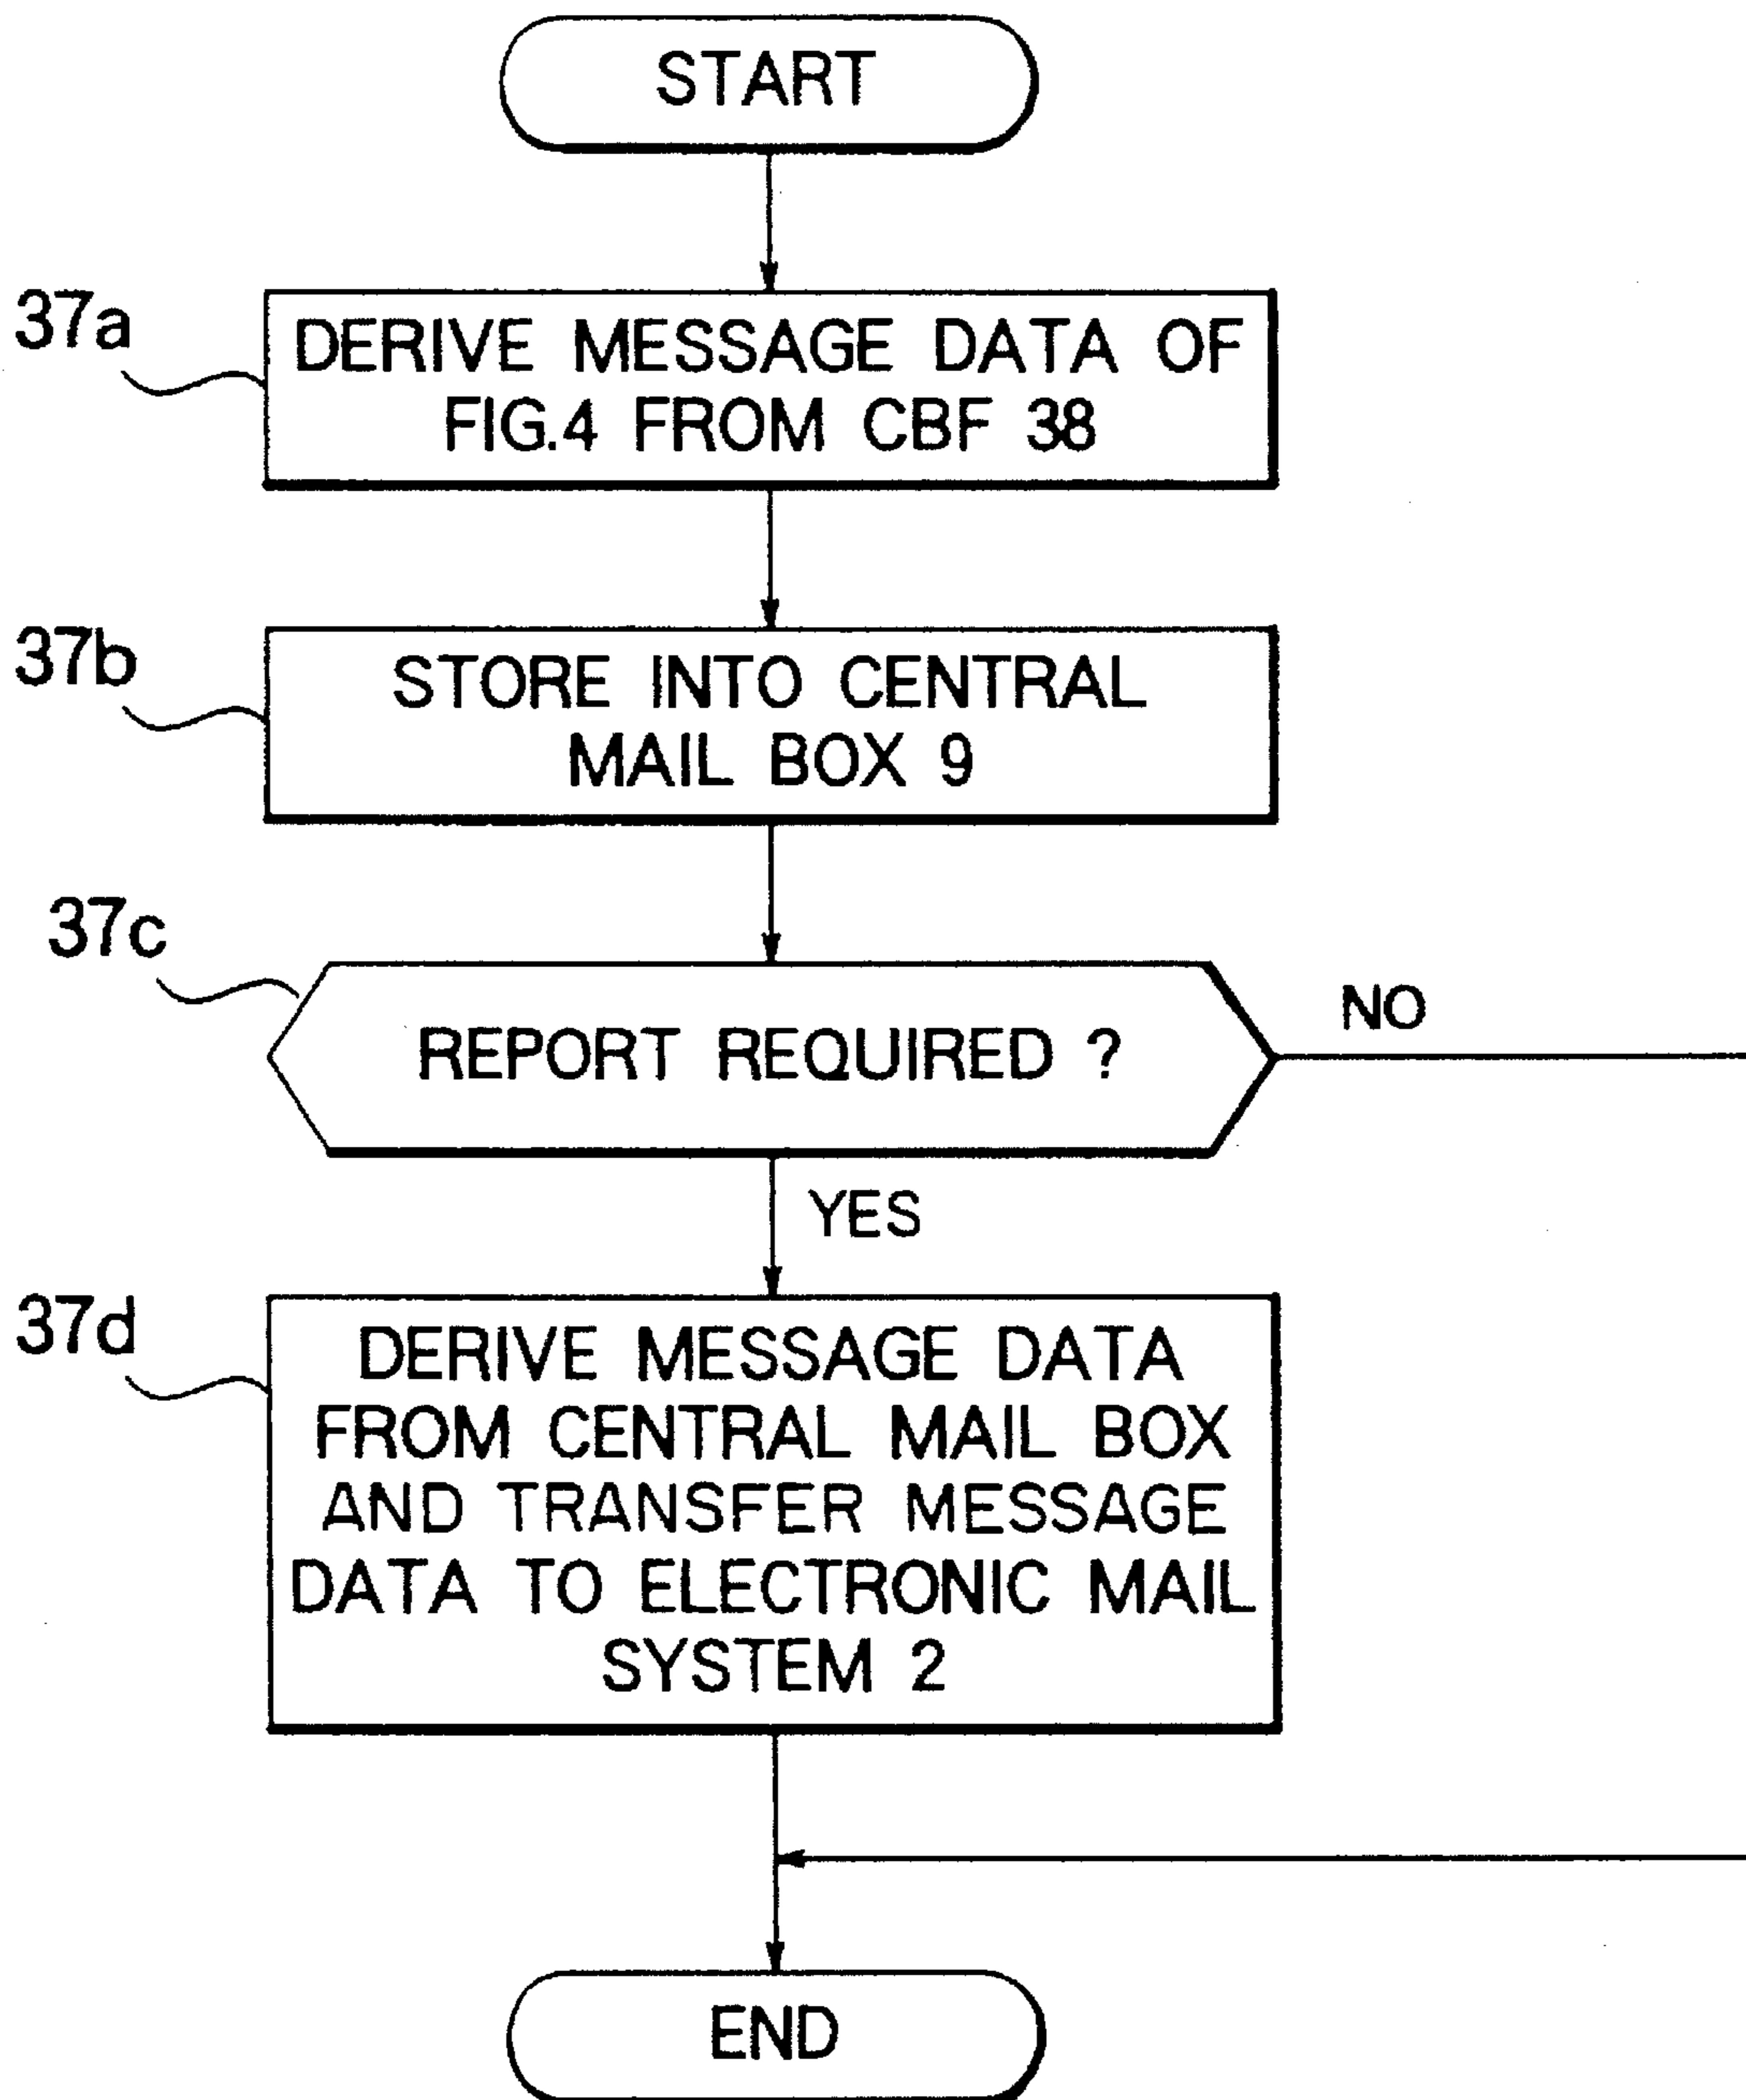 START
37a
DERIVE MESSAGE DATA OF
FIG.4 FROM CBF 38
37b
STORE INTO CENTRAL
MAIL BOX 9
37c
REPORT REQUIRED ?
NO
YES
37d
DERIVE MESSAGE DATA
FROM CENTRAL MAIL BOX
AND TRANSFER MESSAGE
DATA TO ELECTRONIC MAIL
SYSTEM 2
END